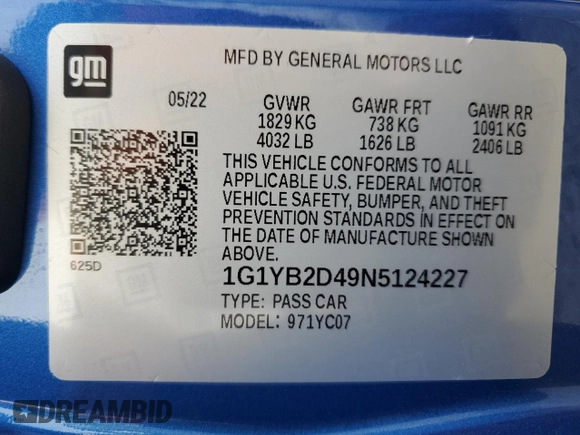 gm
MFD BY GENERAL MOTORS LLC
05/22 GVWR GAWR FRT GAWR RR
1829 KG 738 KG 1091 KG
4032 LB 1626 LB 2406 LB
THIS VEHICLE CONFORMS TO ALL
APPLICABLE U.S. FEDERAL MOTOR
VEHICLE SAFETY, BUMPER, AND THEFT
PREVENTION STANDARDS IN EFFECT ON
THE DATE OF MANUFACTURE SHOWN
ABOVE.
625D
1G1YB2D49N5124227
TYPE: PASS CAR
MODEL: 971YC07
DREAMBID